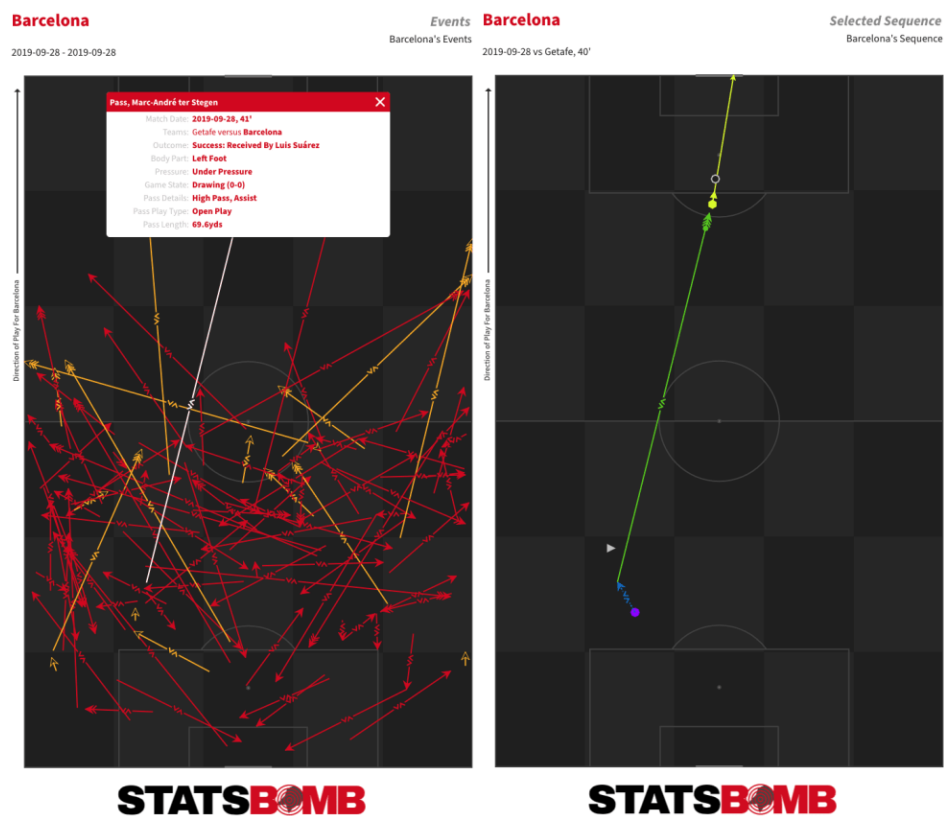 Barcelona
Events
Barcelona's Events
2019-09-28 - 2019-09-28
Pass, Marc-André ter Stegen
Match Date: 2019-09-28, 41'
Teams: Getafe versus Barcelona
Outcome: Success: Received By Luis Suárez
Body Part: Left Foot
Pressure: Under Pressure
Game State: Drawing (0-0)
Pass Details: High Pass, Assist
Pass Play Type: Open Play
Pass Length: 69.6yds
Direction of Play For Barcelona
STATSBOMB
Barcelona
Selected Sequence
Barcelona's Sequence
2019-09-28 vs Getafe, 40'
Direction of Play For Barcelona
STATSBOMB